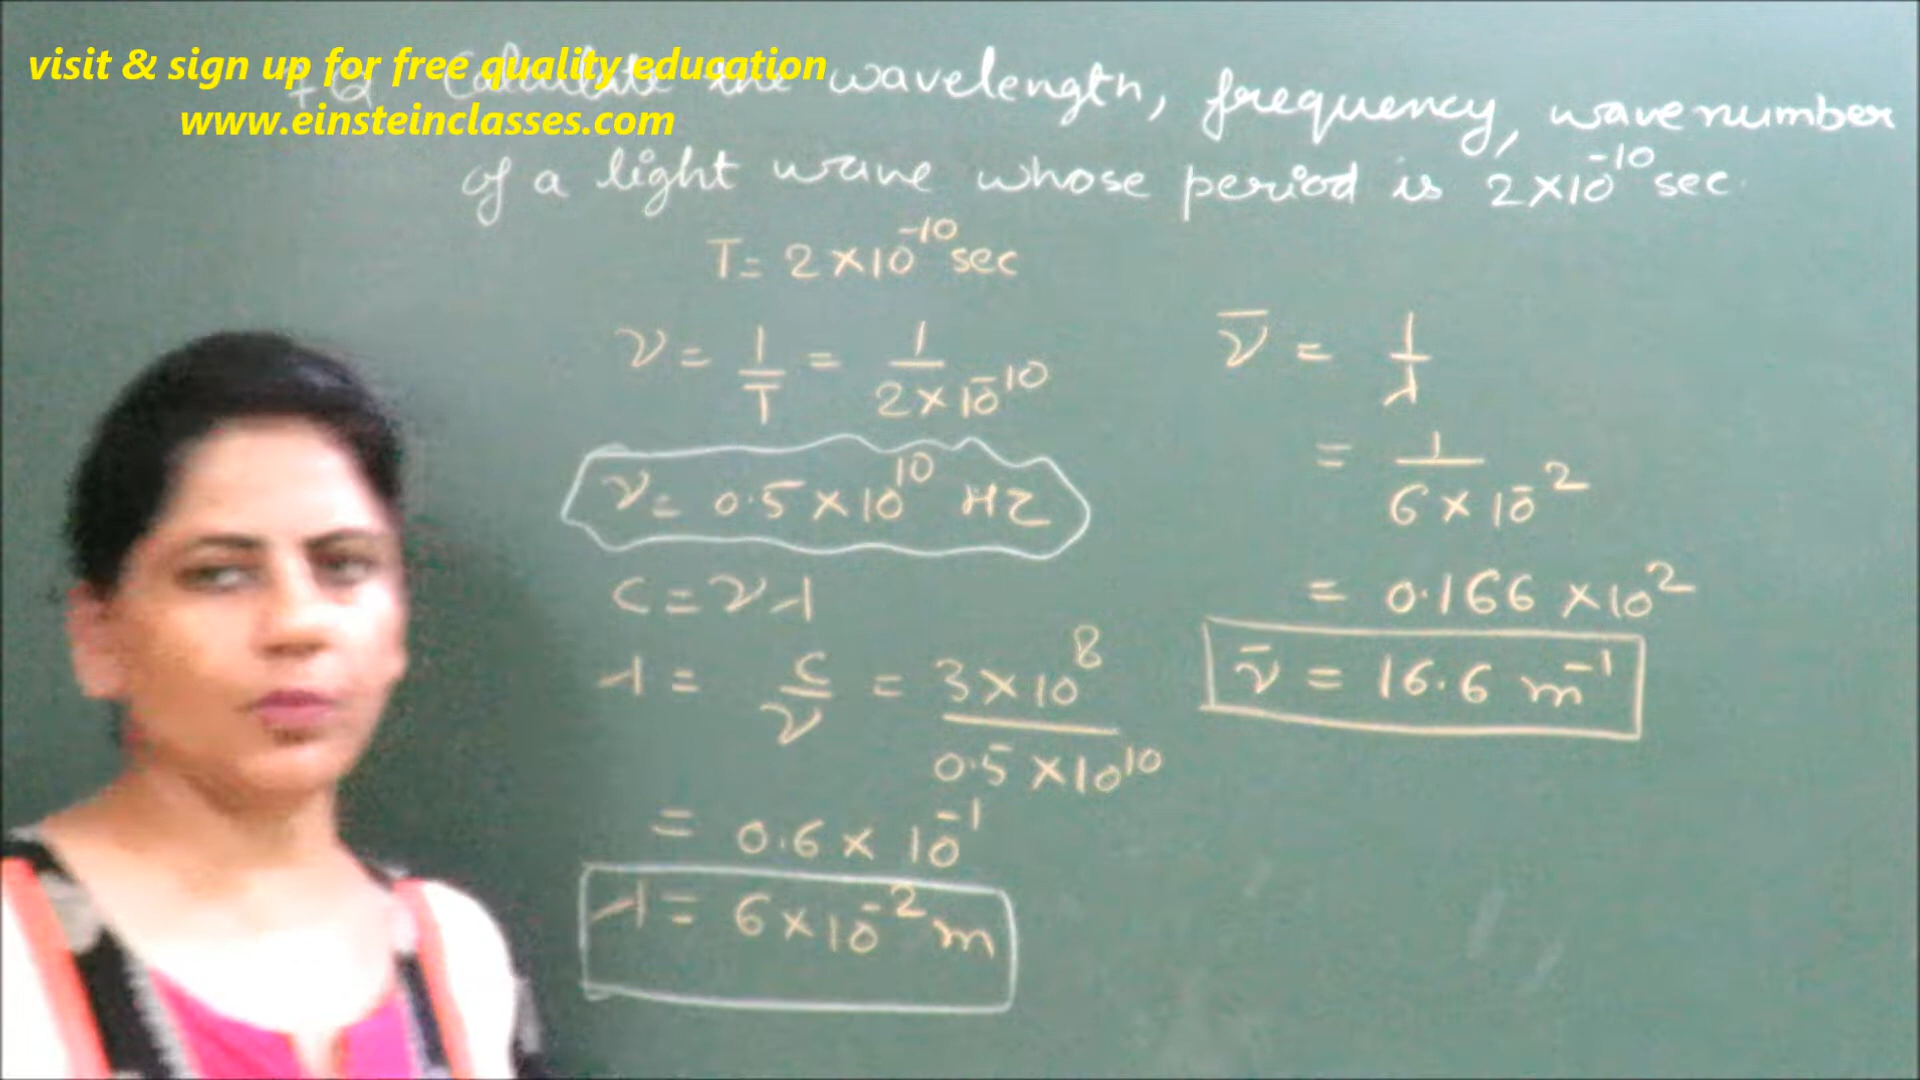 visit & sign up for free quality education
www.einsteinclasses.com
Calculate the wavelength, frequency, wavenumber
of a light wave whose period is 2×10⁻¹⁰ sec.
T = 2×10⁻¹⁰ sec
ν = 1/T = 1/(2×10⁻¹⁰)
ν = 0.5×10¹⁰ HZ
c = νλ
λ = c/ν = 3×10⁸/(0.5×10¹⁰)
= 0.6×10⁻¹
λ = 6×10⁻² m
ν̄ = 1/λ
= 1/(6×10⁻²)
= 0.166×10²
ν̄ = 16.6 m⁻¹